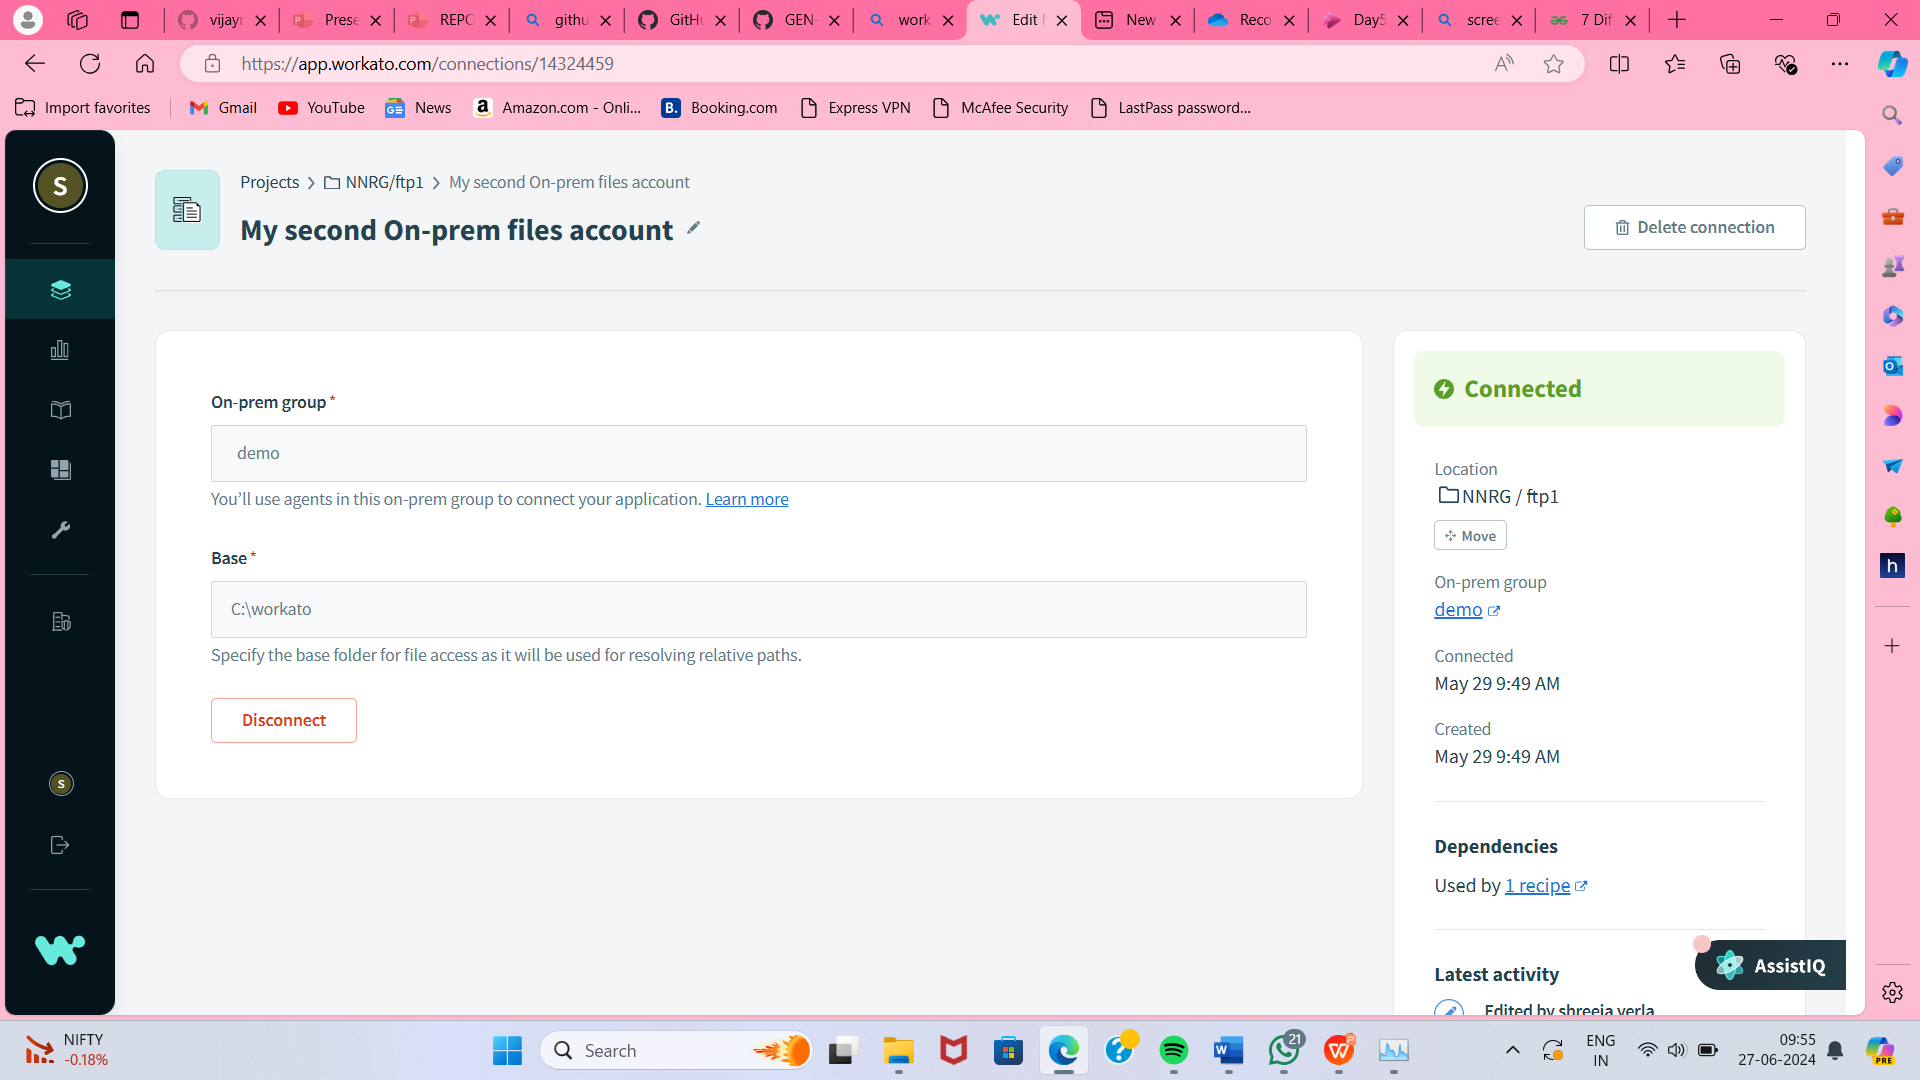 vijayr
Prese
REPO
githu
GitHu
GEN-
work
Edit
New
Reco
Day5
scree
7 Dif
https://app.workato.com/connections/14324459
Import favorites
Gmail
YouTube
News
Amazon.com - Onli...
Booking.com
Express VPN
McAfee Security
LastPass password...
S
Projects > NNRG/ftp1 > My second On-prem files account
My second On-prem files account
Delete connection
On-prem group *
demo
You’ll use agents in this on-prem group to connect your application. Learn more
Base *
C:\workato
Specify the base folder for file access as it will be used for resolving relative paths.
Disconnect
Connected
Location
NNRG / ftp1
Move
On-prem group
demo
Connected
May 29 9:49 AM
Created
May 29 9:49 AM
Dependencies
Used by 1 recipe
Latest activity
Edited by shreeja verla
AssistIQ
S
NIFTY
-0.18%
Search
21
ENG
IN
09:55
27-06-2024
PRE